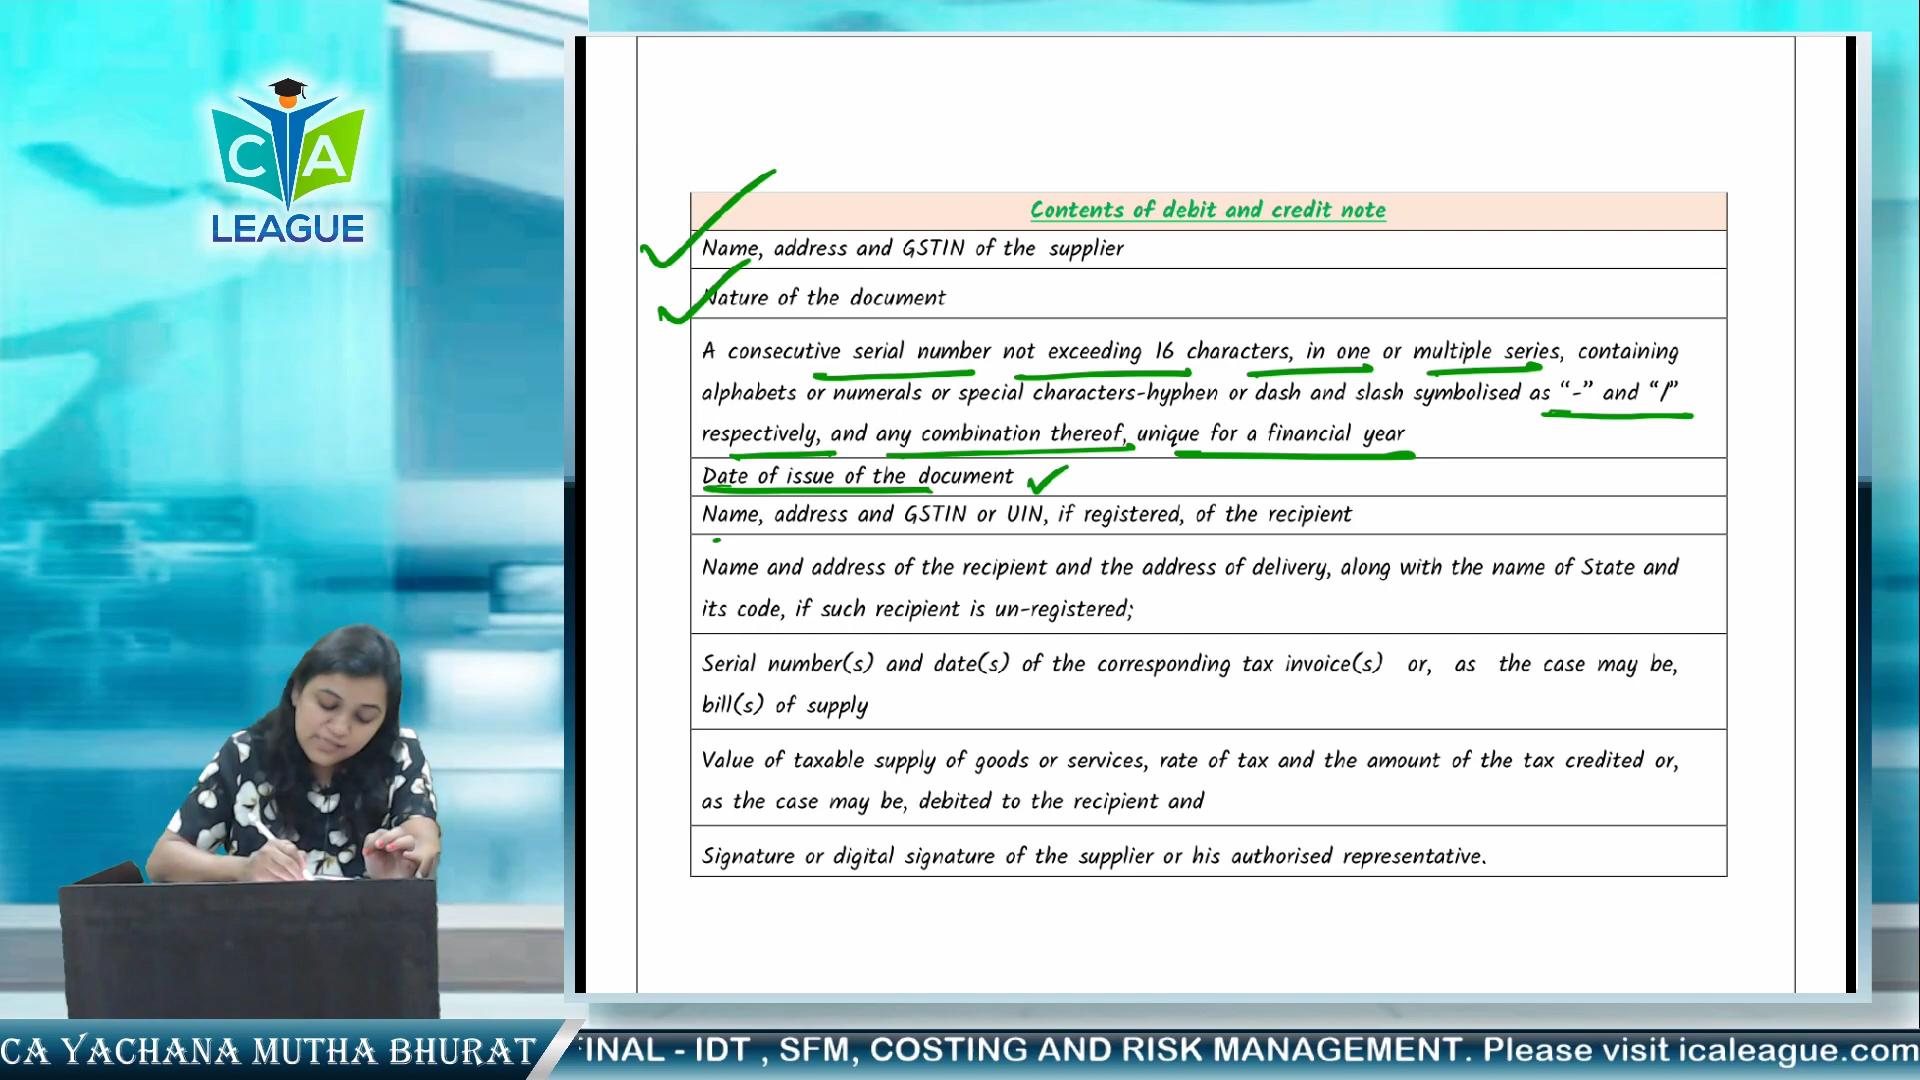 C A
LEAGUE
Contents of debit and credit note
Name, address and GSTIN of the supplier
Nature of the document
A consecutive serial number not exceeding 16 characters, in one or multiple series, containing
alphabets or numerals or special characters-hyphen or dash and slash symbolised as “-” and “/”
respectively, and any combination thereof, unique for a financial year
Date of issue of the document
Name, address and GSTIN or UIN, if registered, of the recipient
Name and address of the recipient and the address of delivery, along with the name of State and
its code, if such recipient is un-registered;
Serial number(s) and date(s) of the corresponding tax invoice(s) or, as the case may be,
bill(s) of supply
Value of taxable supply of goods or services, rate of tax and the amount of the tax credited or,
as the case may be, debited to the recipient and
Signature or digital signature of the supplier or his authorised representative.
CA YACHANA MUTHA BHURAT
INAL - IDT , SFM, COSTING AND RISK MANAGEMENT. Please visit icaleague.com